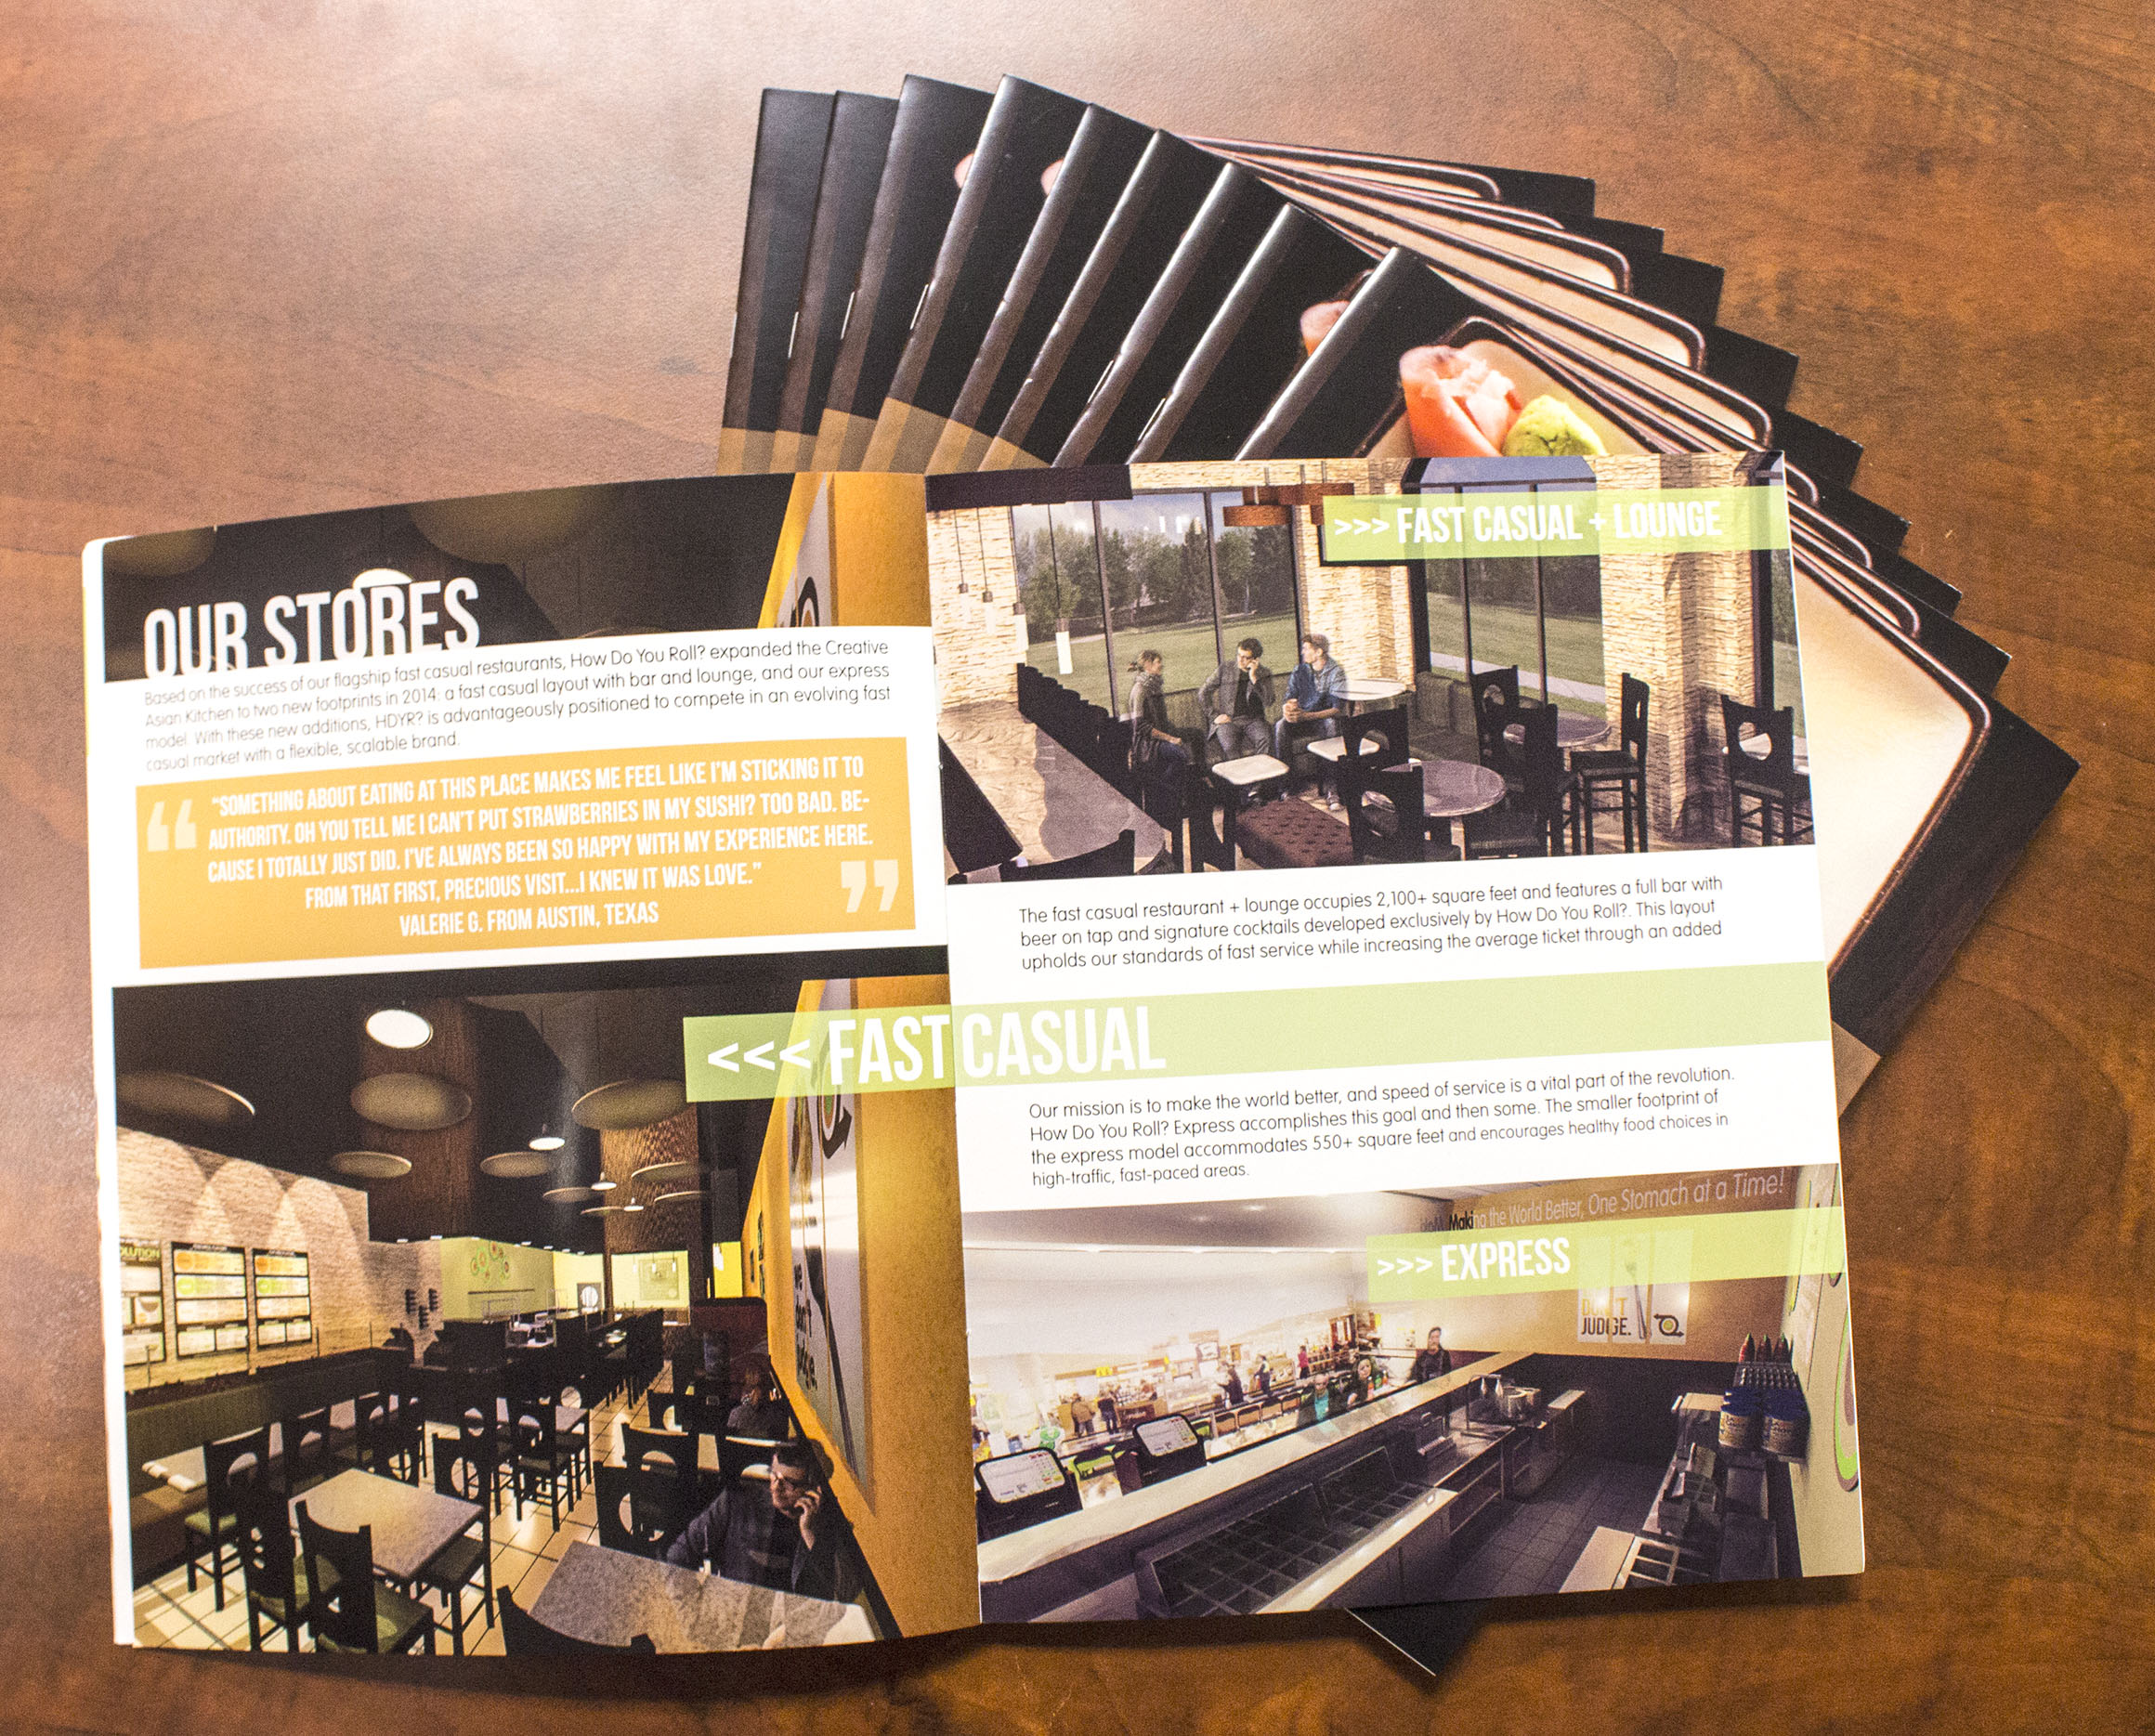 OUR STORES
Based on the success of our flagship fast casual restaurants, How Do You Roll? expanded the Creative
Asian Kitchen to two new footprints in 2014: a fast casual layout with bar and lounge, and our express
model. With these new additions, HDYR? is advantageously positioned to compete in an evolving fast
casual market with a flexible, scalable brand.
“
“SOMETHING ABOUT EATING AT THIS PLACE MAKES ME FEEL LIKE I'M STICKING IT TO
AUTHORITY. OH YOU TELL ME I CAN'T PUT STRAWBERRIES IN MY SUSHI? TOO BAD. BE-
CAUSE I TOTALLY JUST DID. I'VE ALWAYS BEEN SO HAPPY WITH MY EXPERIENCE HERE.
FROM THAT FIRST, PRECIOUS VISIT...I KNEW IT WAS LOVE.”
VALERIE G. FROM AUSTIN, TEXAS
”
>>> FAST CASUAL + LOUNGE
The fast casual restaurant + lounge occupies 2,100+ square feet and features a full bar with
beer on tap and signature cocktails developed exclusively by How Do You Roll?. This layout
upholds our standards of fast service while increasing the average ticket through an added
<<< FAST CASUAL
Our mission is to make the world better, and speed of service is a vital part of the revolution.
How Do You Roll? Express accomplishes this goal and then some. The smaller footprint of
the express model accommodates 550+ square feet and encourages healthy food choices in
high-traffic, fast-paced areas.
Making the World Better, One Stomach at a Time!
>>> EXPRESS
DON'T
JUDGE.
we
don't
judge.